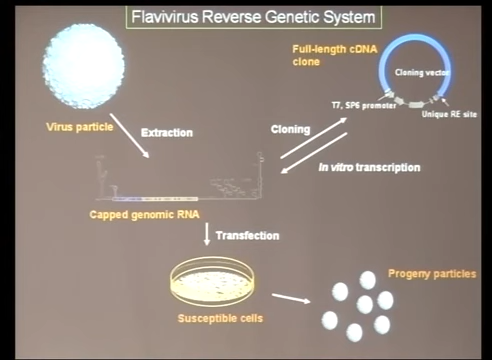 Flavivirus Reverse Genetic System
Full-length cDNA
clone
Cloning vector
T7, SP6 promoter
Unique RE site
Virus particle
Extraction
Cloning
In vitro transcription
Capped genomic RNA
Transfection
Susceptible cells
Progeny particles